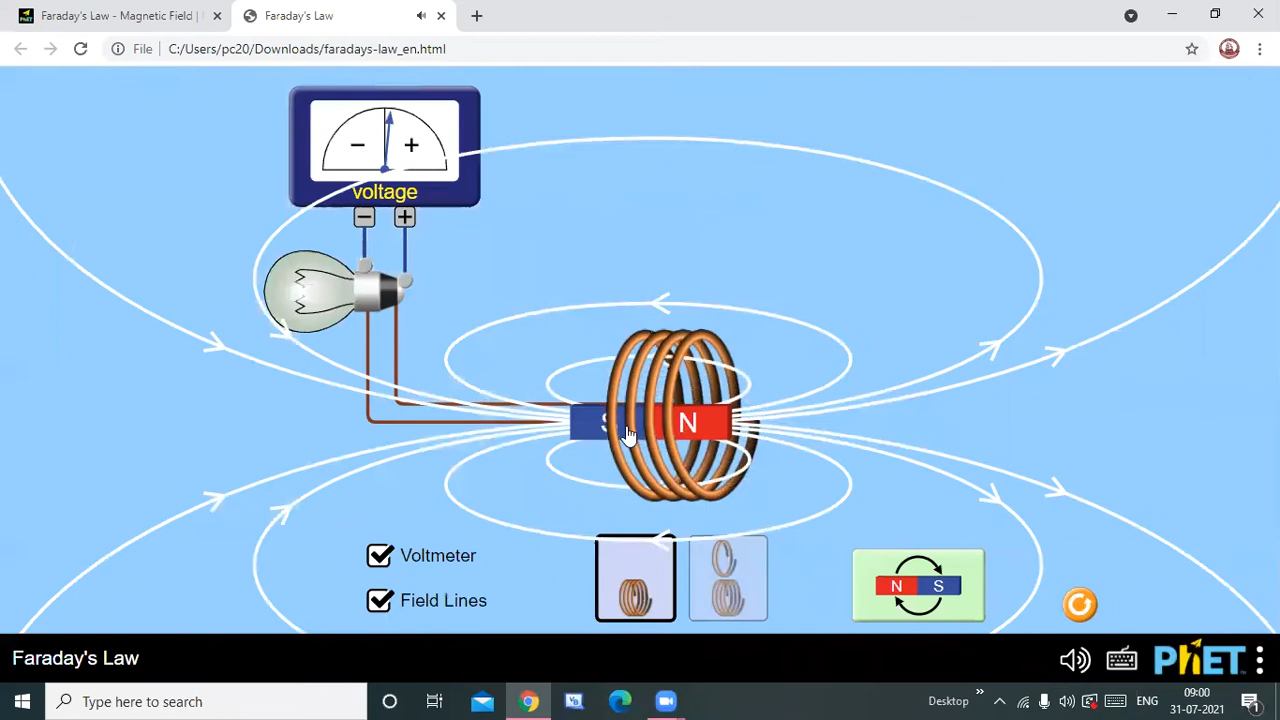 Faraday's Law - Magnetic Field |
Faraday's Law
File
C:/Users/pc20/Downloads/faradays-law_en.html
− +
voltage
− +
S N
Voltmeter
Field Lines
N S
Faraday's Law
PhET
Type here to search
Desktop
ENG
09:00
31-07-2021